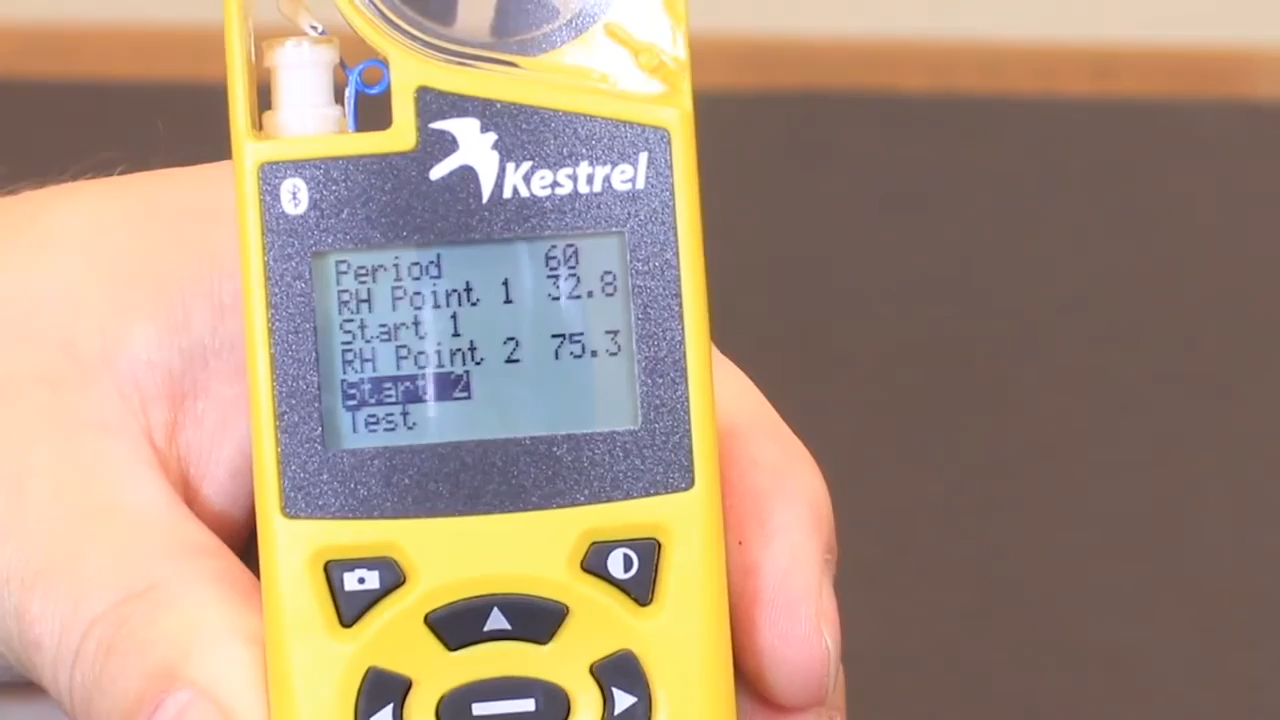 Kestrel
Period 60
RH Point 1 32.8
Start 1
RH Point 2 75.3
Start 2
Test